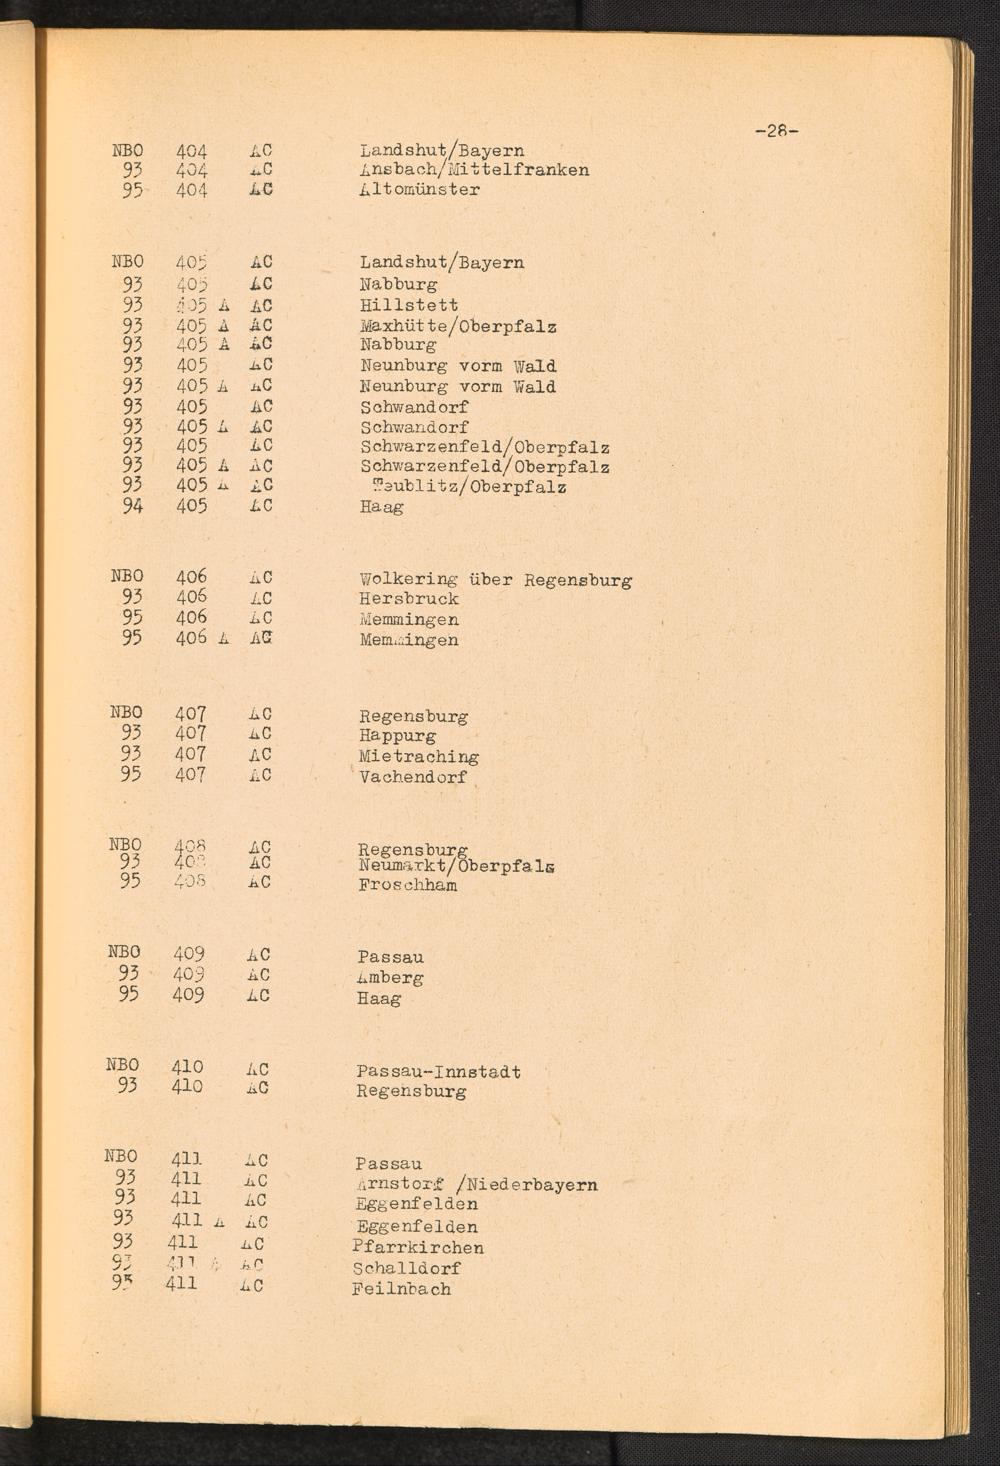 -28-
NBO 404 AC Landshut/Bayern
93 404 AC Ansbach/Mittelfranken
95 404 AC Altomünster
NBO 405 AC Landshut/Bayern
93 405 AC Nabburg
93 405 A AC Hillstett
93 405 A AC Maxhütte/Oberpfalz
93 405 A AC Nabburg
93 405 AC Neunburg vorm Wald
93 405 A AC Neunburg vorm Wald
93 405 AC Schwandorf
93 405 A AC Schwandorf
93 405 AC Schwarzenfeld/Oberpfalz
93 405 A AC Schwarzenfeld/Oberpfalz
93 405 A AC Teublitz/Oberpfalz
94 405 AC Haag
NBO 406 AC Wolkering über Regensburg
93 406 AC Hersbruck
95 406 AC Memmingen
95 406 A AC Memmingen
NBO 407 AC Regensburg
93 407 AC Happurg
93 407 AC Mietraching
95 407 AC Vachendorf
NBO 408 AC Regensburg
93 408 AC Neumarkt/Oberpfals
95 408 AC Froschham
NBO 409 AC Passau
93 409 AC Amberg
95 409 AC Haag
NBO 410 AC Passau-Innstadt
93 410 AC Regensburg
NBO 411 AC Passau
93 411 AC Arnstorf /Niederbayern
93 411 AC Eggenfelden
93 411 A AC Eggenfelden
93 411 AC Pfarrkirchen
93 411 A AC Schalldorf
95 411 AC Feilnbach